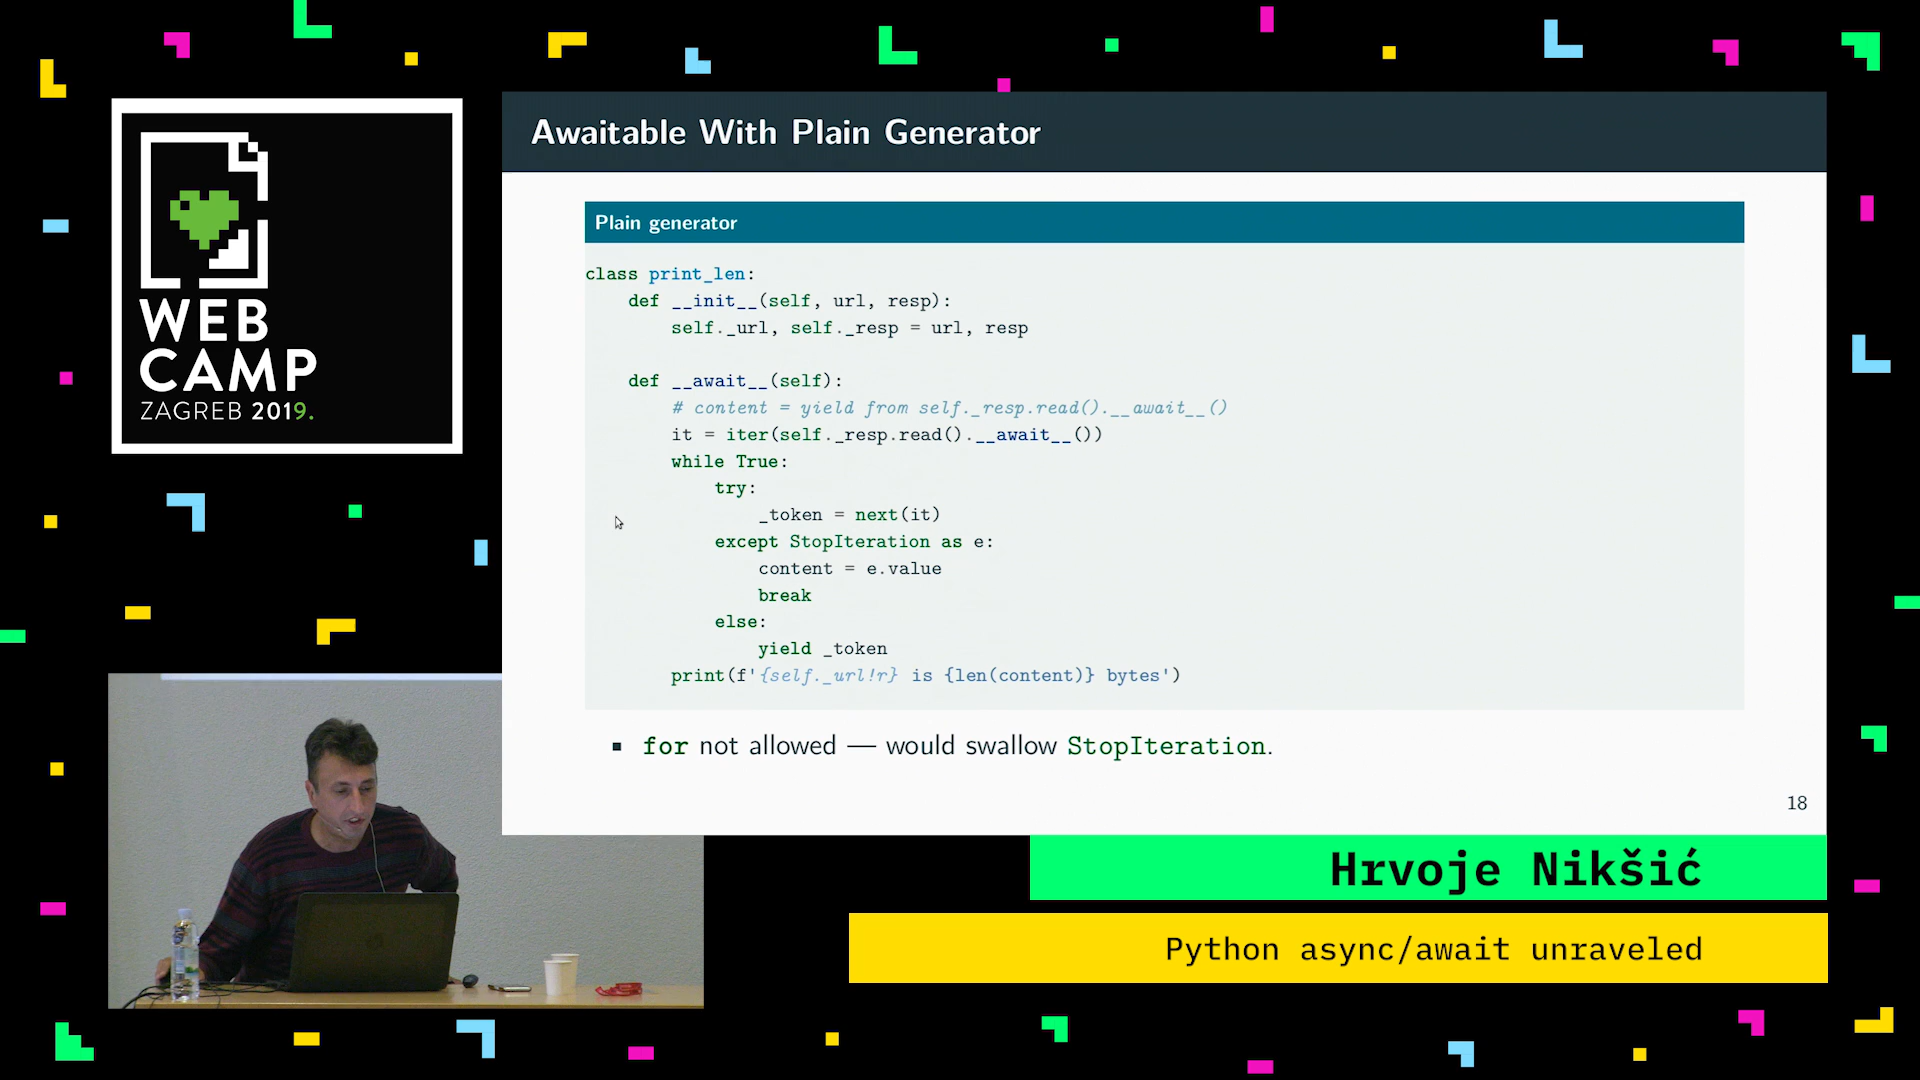 WEB
CAMP
ZAGREB 2019.
Awaitable With Plain Generator
Plain generator
class print_len:
    def __init__(self, url, resp):
        self._url, self._resp = url, resp
    def __await__(self):
        # content = yield from self._resp.read().__await__()
        it = iter(self._resp.read().__await__())
        while True:
            try:
                _token = next(it)
            except StopIteration as e:
                content = e.value
                break
            else:
                yield _token
        print(f'{self._url!r} is {len(content)} bytes')
▪ for not allowed — would swallow StopIteration.
18
Hrvoje Nikšić
Python async/await unraveled